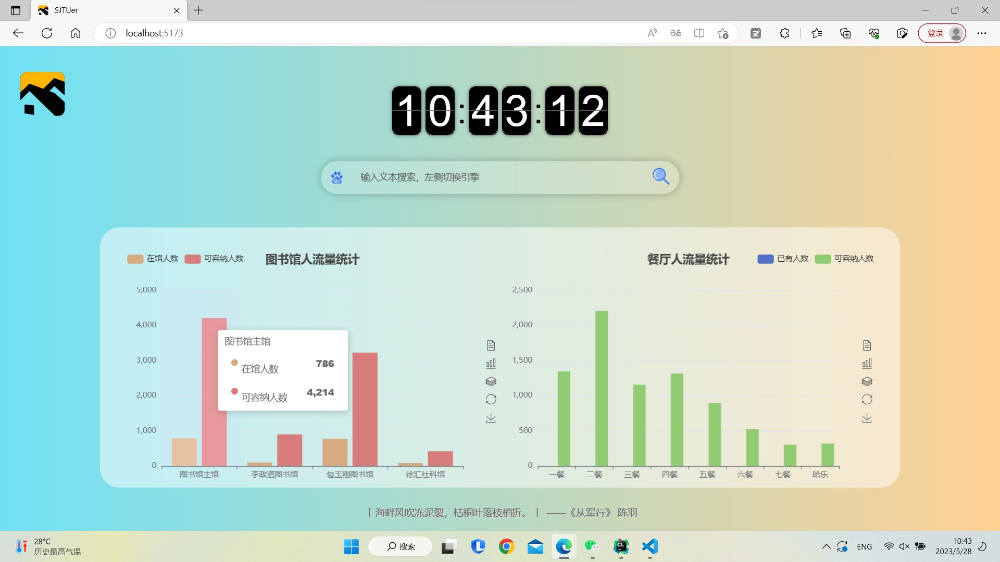 SJTUer
localhost:5173
登录
10:43:12
du
输入文本搜索，左侧切换引擎
在馆人数 可容纳人数 图书馆人流量统计
5,000
4,000
3,000
2,000
1,000
0
图书馆主馆
在馆人数 786
可容纳人数 4,214
图书馆主馆 李政道图书馆 包玉刚图书馆 徐汇社科馆
餐厅人流量统计 已有人数 可容纳人数
2,500
2,000
1,500
1,000
500
0
一餐 二餐 三餐 四餐 五餐 六餐 七餐 哈乐
「 海畔风吹冻泥裂，枯桐叶落枝梢折。 」 ——《从军行》 陈羽
28°C
历史最高气温
搜索
CL
ENG
10:43
2023/5/28